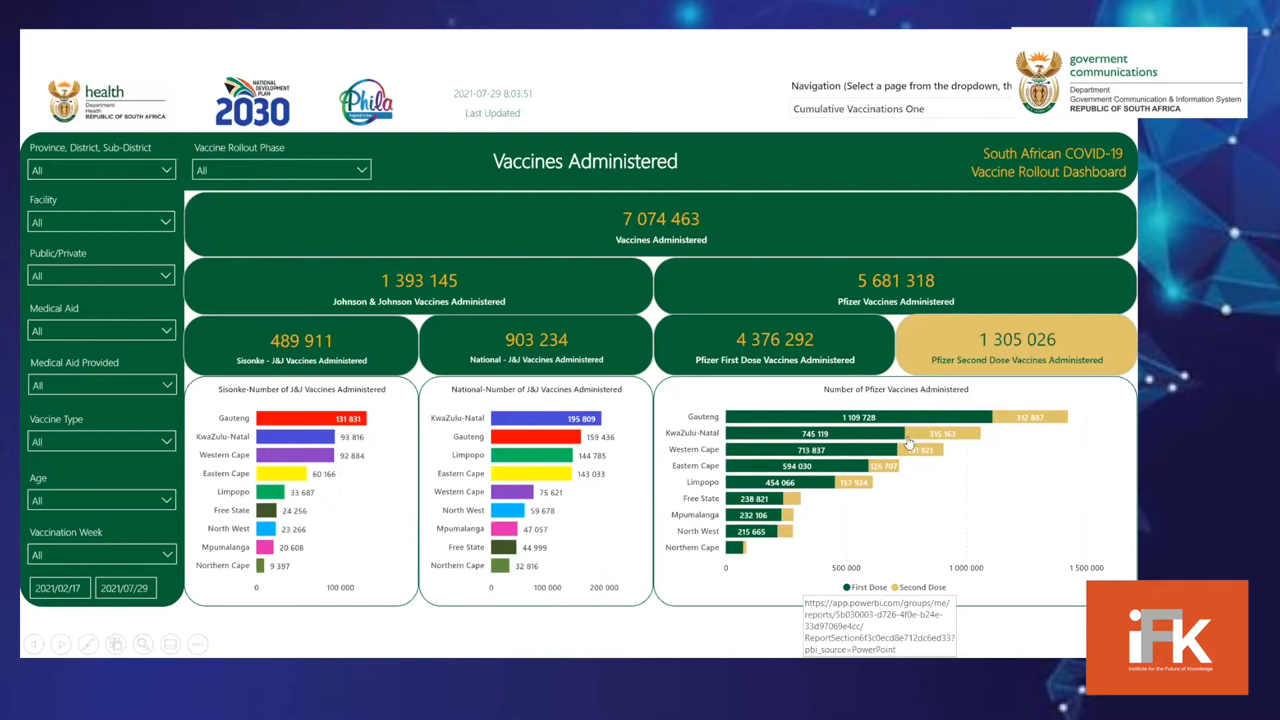 health
Department:
Health
REPUBLIC OF SOUTH AFRICA
NATIONAL
DEVELOPMENT
PLAN
2030
Phila
2021-07-29 8:03:51
Last Updated
Navigation (Select a page from the dropdown, th
Cumulative Vaccinations One
goverment
communications
Department
Government Communication & Information System
REPUBLIC OF SOUTH AFRICA
Province, District, Sub-District
All
Vaccine Rollout Phase
All
Vaccines Administered
South African COVID-19
Vaccine Rollout Dashboard
Facility
All
Public/Private
All
Medical Aid
All
Medical Aid Provided
All
Vaccine Type
All
Age
All
Vaccination Week
All
2021/02/17
2021/07/29
7 074 463
Vaccines Administered
1 393 145
Johnson & Johnson Vaccines Administered
5 681 318
Pfizer Vaccines Administered
489 911
Sisonke - J&J Vaccines Administered
903 234
National - J&J Vaccines Administered
4 376 292
Pfizer First Dose Vaccines Administered
1 305 026
Pfizer Second Dose Vaccines Administered
Sisonke-Number of J&J Vaccines Administered
Gauteng 131 831
KwaZulu-Natal 93 816
Western Cape 92 884
Eastern Cape 60 166
Limpopo 33 687
Free State 24 256
North West 23 266
Mpumalanga 20 608
Northern Cape 9 397
0 100 000
National-Number of J&J Vaccines Administered
KwaZulu-Natal 195 809
Gauteng 159 436
Limpopo 144 785
Eastern Cape 143 033
Western Cape 75 621
North West 59 678
Mpumalanga 47 057
Free State 44 999
Northern Cape 32 816
0 100 000 200 000
Number of Pfizer Vaccines Administered
Gauteng 1 109 728 312 887
KwaZulu-Natal 745 119 315 163
Western Cape 713 837
Eastern Cape 594 030 126 707
Limpopo 454 066 157 924
Free State 238 821
Mpumalanga 232 106
North West 215 665
Northern Cape
0 500 000 1 000 000 1 500 000
First Dose Second Dose
https://app.powerbi.com/groups/me/
reports/5b030003-d726-4f0e-b24e-
33d97069e4cc/
ReportSection6f3c0ecd8e712dc6ed33?
pbi_source=PowerPoint
iFK
Institute for the Future of Knowledge